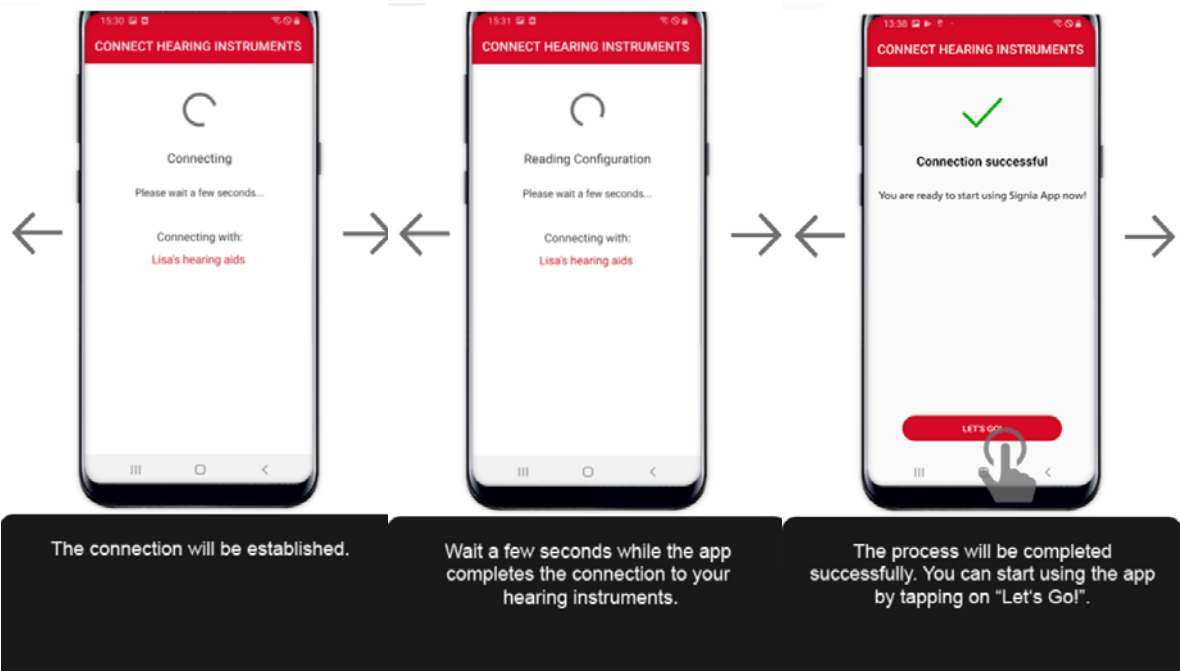 15:30
CONNECT HEARING INSTRUMENTS
Connecting
Please wait a few seconds...
Connecting with:
Lisa's hearing aids
The connection will be established.
15:31
CONNECT HEARING INSTRUMENTS
Reading Configuration
Please wait a few seconds...
Connecting with:
Lisa's hearing aids
Wait a few seconds while the app
completes the connection to your
hearing instruments.
13:38
CONNECT HEARING INSTRUMENTS
Connection successful
You are ready to start using Signia App now!
LET'S GO!
The process will be completed
successfully. You can start using the app
by tapping on “Let's Go!”.